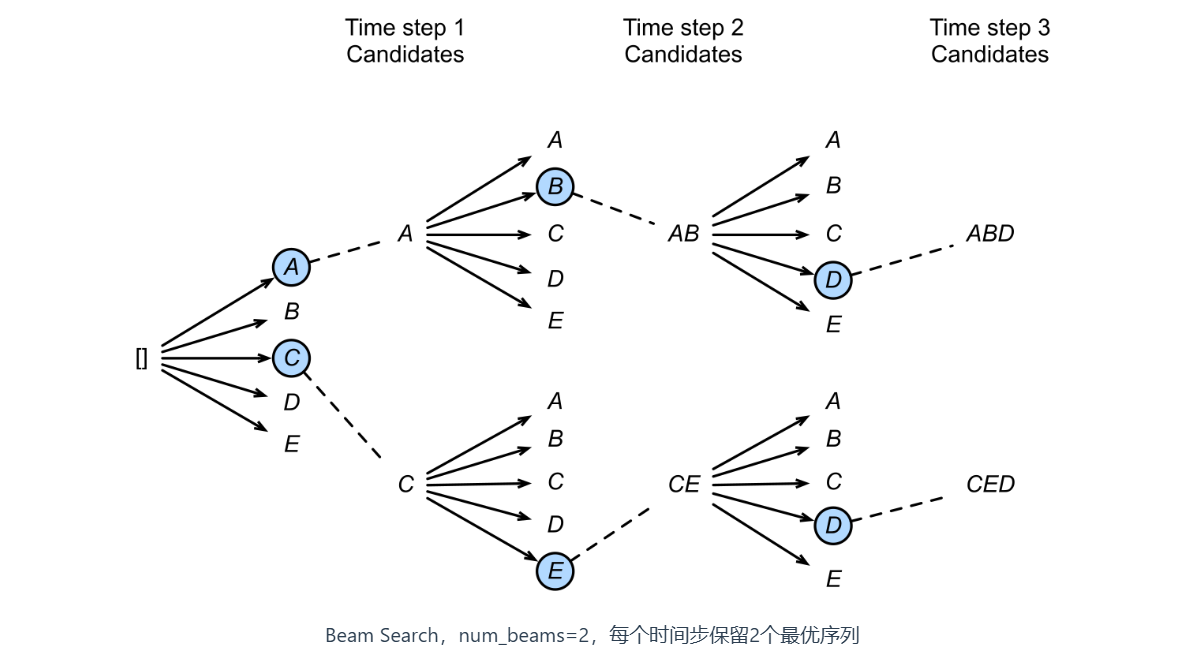 Time step 1
Candidates
Time step 2
Candidates
Time step 3
Candidates
[]
A
B
C
D
E
A
A
B
C
D
E
C
A
B
C
D
E
AB
A
B
C
D
E
CE
A
B
C
D
E
ABD
CED
Beam Search，num_beams=2，每个时间步保留2个最优序列